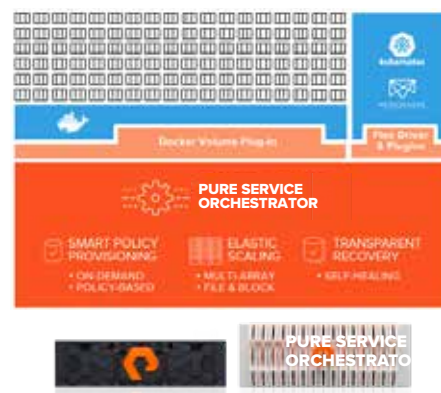 kubernetes
MESOSPHERE
Docker Volume Plug-in
Flex Driver
& Plugins
PURE SERVICE
ORCHESTRATOR
SMART POLICY
PROVISIONING
• ON-DEMAND
• POLICY-BASED
ELASTIC
SCALING
• MULTI-ARRAY
• FILE & BLOCK
TRANSPARENT
RECOVERY
• SELF-HEALING
PURE SERVICE
ORCHESTRATO